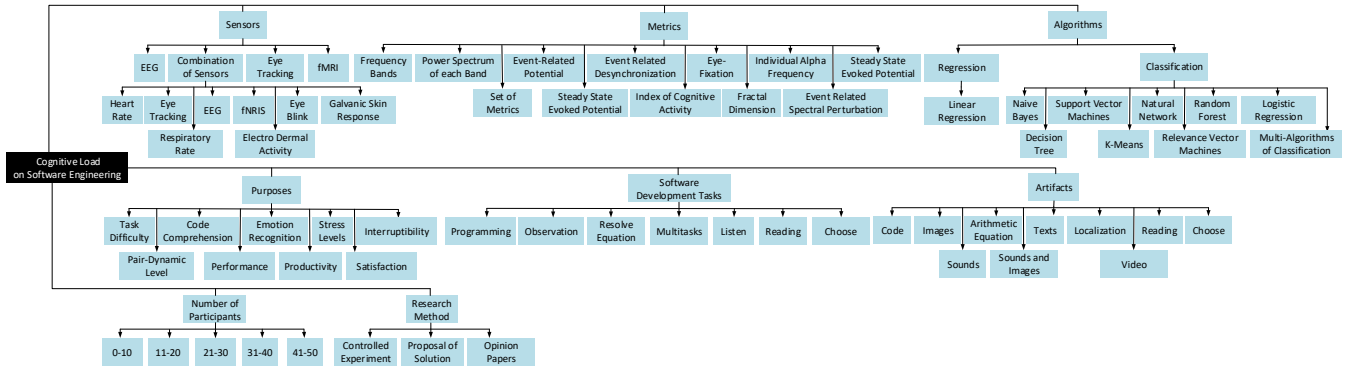 Sensors
Metrics
Algorithms
EEG
Combination
of Sensors
Eye
Tracking
fMRI
Frequency
Bands
Power Spectrum
of each Band
Event-Related
Potential
Event Related
Desynchronization
Eye-
Fixation
Individual Alpha
Frequency
Steady State
Evoked Potential
Regression
Classification
Heart
Rate
Eye
Tracking
EEG
fNRIS
Eye
Blink
Galvanic Skin
Response
Set of
Metrics
Steady State
Evoked Potential
Index of Cognitive
Activity
Fractal
Dimension
Event Related
Spectral Perturbation
Linear
Regression
Naive
Bayes
Support Vector
Machines
Natural
Network
Random
Forest
Logistic
Regression
Respiratory
Rate
Electro Dermal
Activity
Decision
Tree
K-Means
Relevance Vector
Machines
Multi-Algorithms
of Classification
Cognitive Load
on Software Engineering
Purposes
Software
Development Tasks
Artifacts
Task
Difficulty
Code
Comprehension
Emotion
Recognition
Stress
Levels
Interruptibility
Programming
Observation
Resolve
Equation
Multitasks
Listen
Reading
Choose
Code
Images
Arithmetic
Equation
Texts
Localization
Reading
Choose
Pair-Dynamic
Level
Performance
Productivity
Satisfaction
Sounds
Sounds and
Images
Video
Number of
Participants
Research
Method
0-10
11-20
21-30
31-40
41-50
Controlled
Experiment
Proposal of
Solution
Opinion
Papers